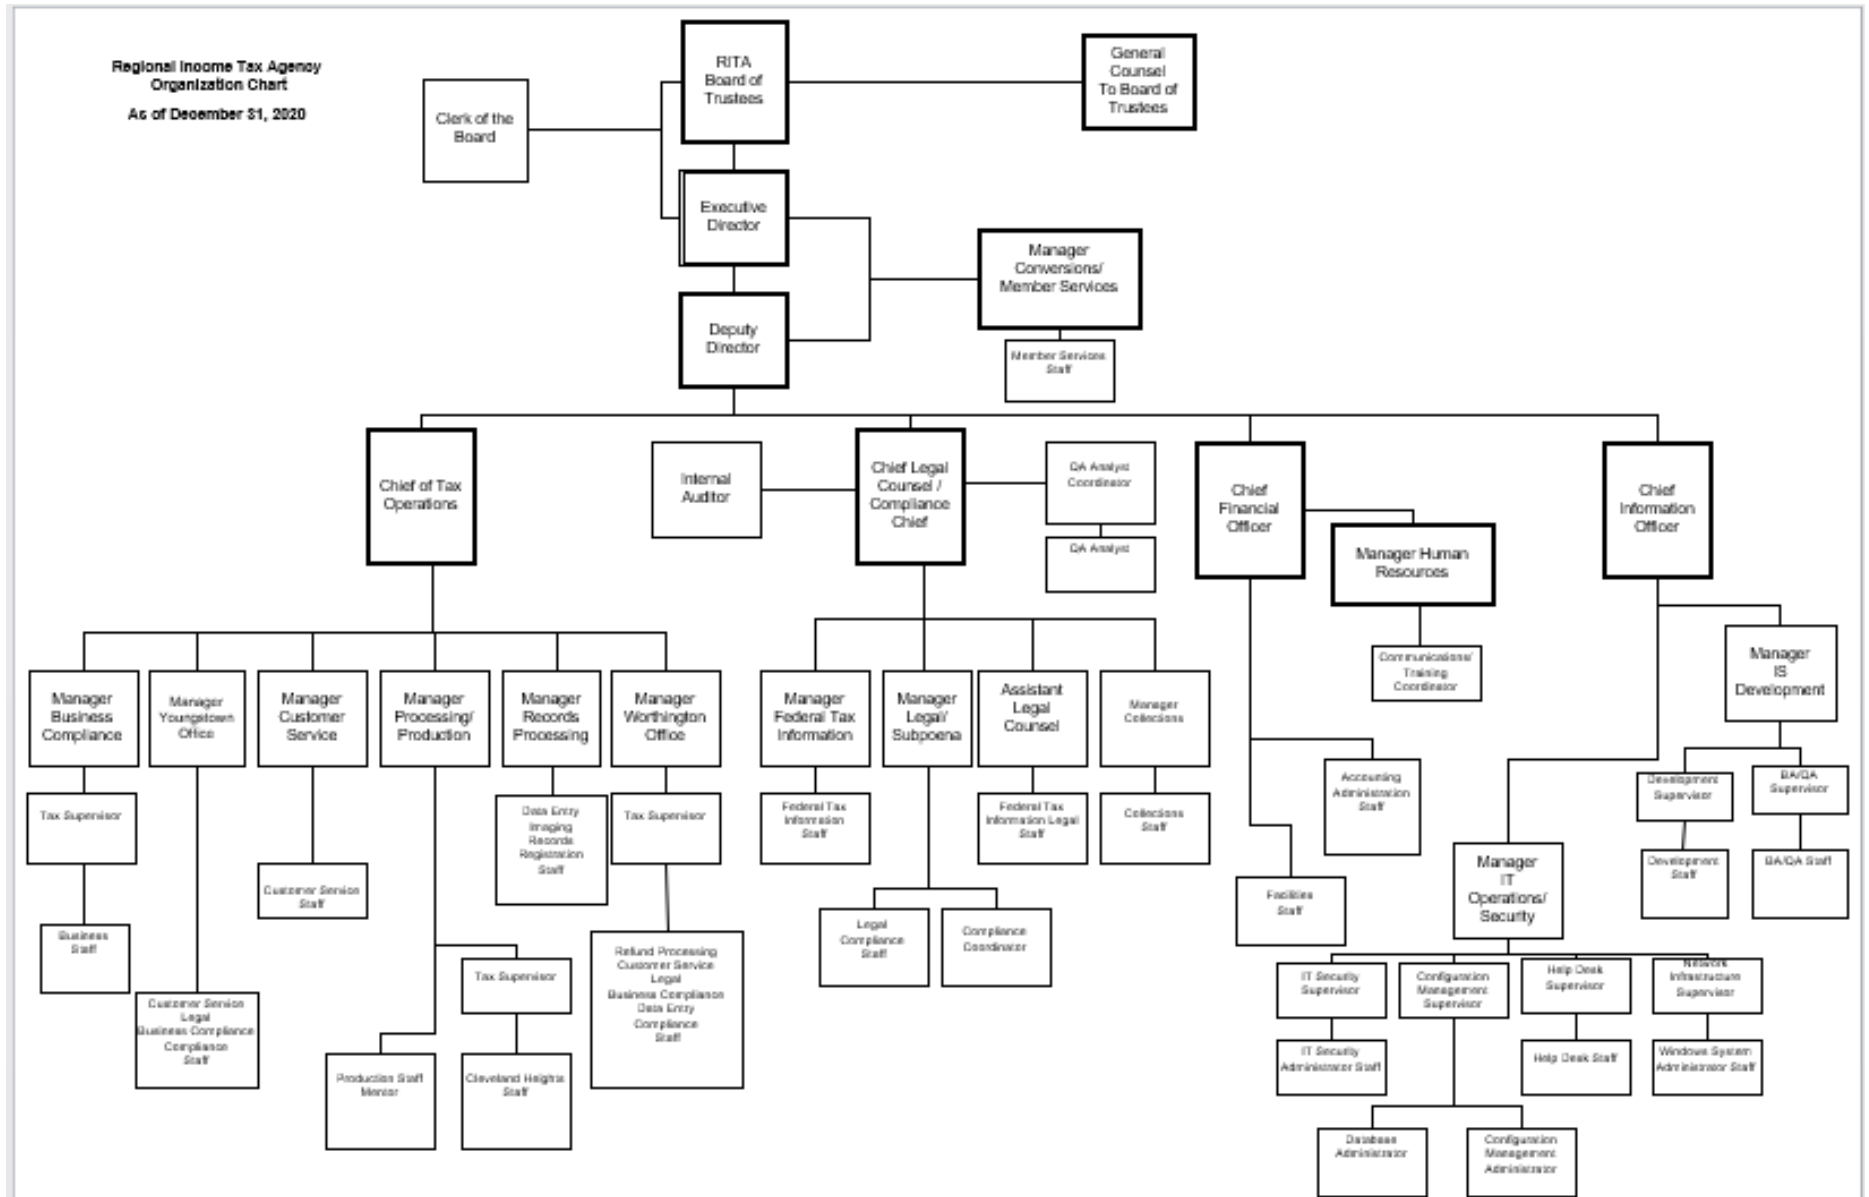 Regional Income Tax Agency
Organization Chart
As of December 31, 2020
RITA
Board of
Trustees
General
Counsel
To Board of
Trustees
Clerk of the
Board
Executive
Director
Manager
Conversions/
Member Services
Deputy
Director
Member Services
Staff
Chief of Tax
Operations
Internal
Auditor
Chief Legal
Counsel /
Compliance
Chief
QA Analyst
Coordinator
QA Analyst
Chief
Financial
Officer
Manager Human
Resources
Communications/
Training
Coordinator
Chief
Information
Officer
Manager
Business
Compliance
Manager
Youngstown
Office
Manager
Customer
Service
Manager
Processing/
Production
Manager
Records
Processing
Manager
Worthington
Office
Manager
Federal Tax
Information
Manager
Legal/
Subpoena
Assistant
Legal
Counsel
Manager
Collections
Manager
IS
Development
Tax Supervisor
Data Entry
Imaging
Records
Registration
Staff
Tax Supervisor
Federal Tax
Information
Staff
Federal Tax
Information Legal
Staff
Collections
Staff
Accounting
Administration
Staff
Development
Supervisor
BA/QA
Supervisor
Customer Service
Staff
Manager
IT
Operations/
Security
Development
Staff
BA/QA Staff
Business
Staff
Legal
Compliance
Staff
Compliance
Coordinator
Facilities
Staff
Customer Service
Legal
Business Compliance
Compliance
Staff
Tax Supervisor
Refund Processing
Customer Service
Legal
Business Compliance
Data Entry
Compliance
Staff
IT Security
Supervisor
Configuration
Management
Supervisor
Help Desk
Supervisor
Network
Infrastructure
Supervisor
Production Staff
Mentor
Cleveland Heights
Staff
IT Security
Administrator Staff
Help Desk Staff
Windows System
Administrator Staff
Database
Administrator
Configuration
Management
Administrator